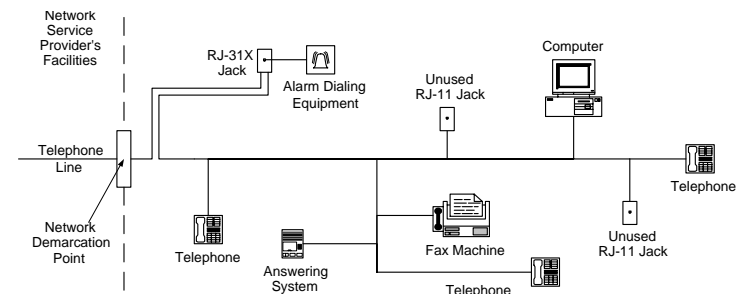 Network
Service
Provider's
Facilities
RJ-31X
Jack
Alarm Dialing
Equipment
Unused
RJ-11 Jack
Computer
Telephone
Line
Telephone
Network
Demarcation
Point
Telephone
Answering
System
Fax Machine
Unused
RJ-11 Jack
Telephone